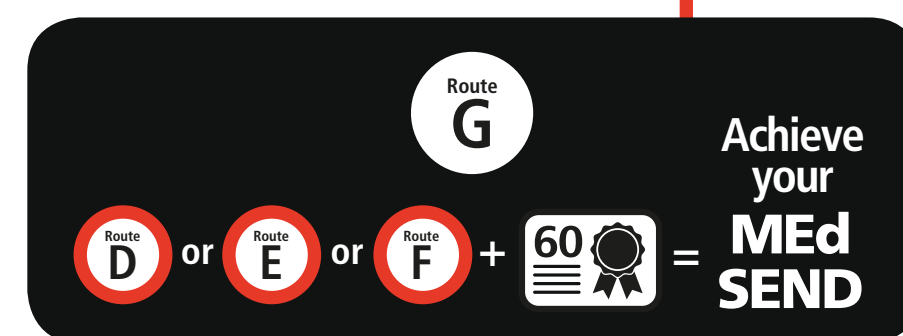 Route
G
Route
D
or
Route
E
or
Route
F
+
60
=
Achieve
your
MEd
SEND